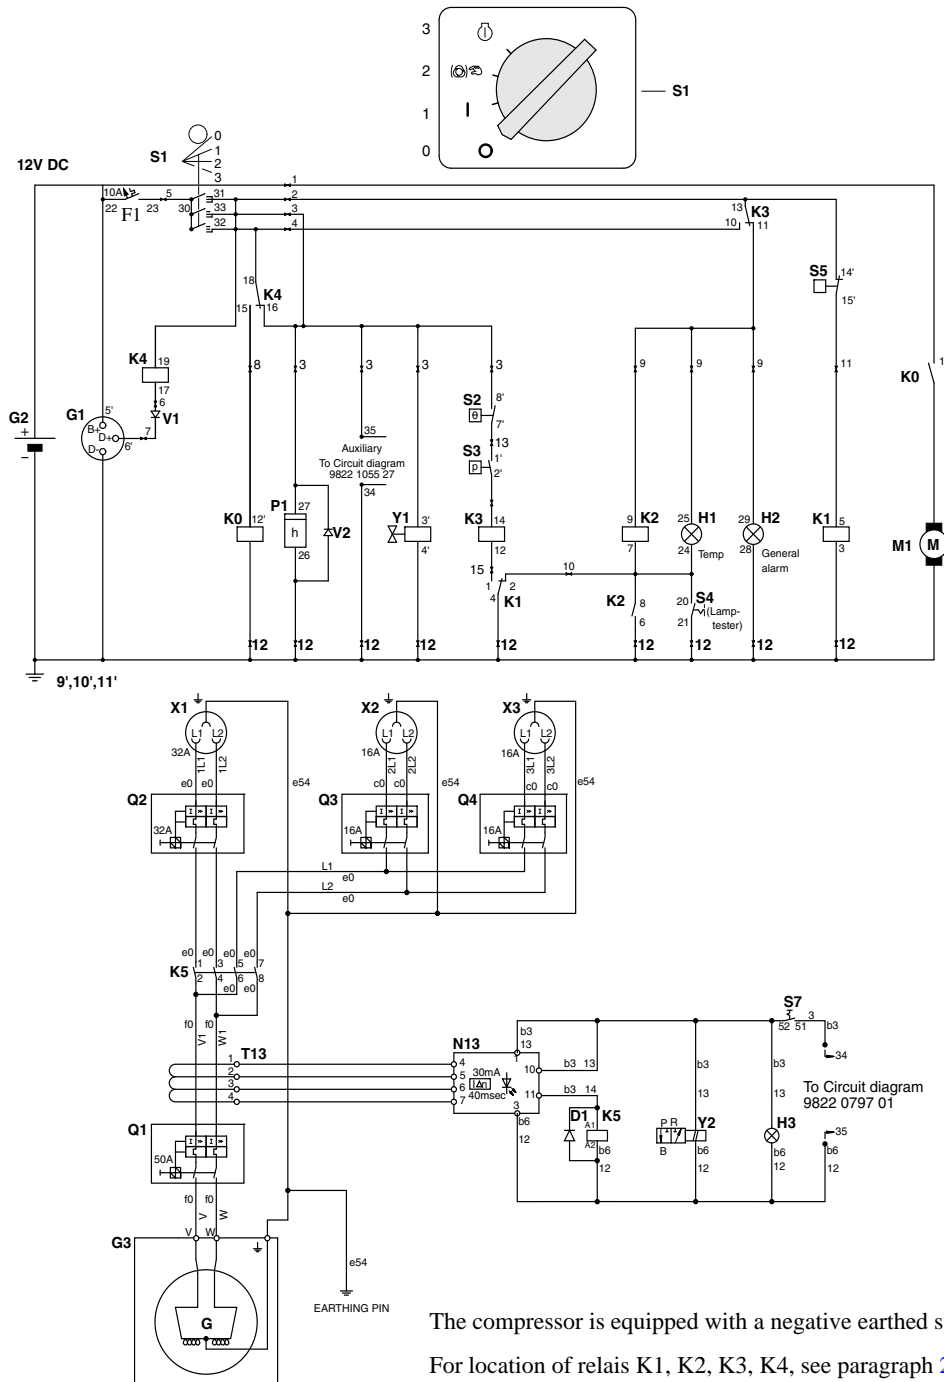 3
2
1
0
S1
12V DC
S1
0
1
2
3
1
10A
5
31
2
22
F1
23
30
33
3
32
4
13
K3
10
11
18
K4
15
16
S5
14'
15'
K4
19
17
6
V1
8
3
3
3
3
9
9
9
11
K0
1
G2
+
−
G1
5'
B+
D+
D-
6'
7
35
Auxiliary
To Circuit diagram
9822 1055 27
34
S2
8'
θ
7'
13
S3
1'
p
2'
K0
12'
P1
27
h
26
V2
Y1
3'
4'
K3
14
12
K2
9
7
H1
25
24
Temp
H2
29
28
General
alarm
K1
5
3
M1
M
15
1
2
4
K1
10
K2
8
6
20
S4
21
(Lamp-
tester)
12
12
12
12
12
12
12
12
12
9',10',11'
X1
L1 L2
32A
X2
L1 L2
16A
X3
L1 L2
16A
1L1
1L2
2L1
2L2
3L1
3L2
e0 e0
c0 c0
c0 c0
e54
e54
e54
Q2
I » I »
32A
Q3
I » I »
16A
Q4
I » I »
16A
L1
e0
L2
e0
e0 e0 e0 e0
K5
1 3 5 7
2 4 6 8
e0 e0
f0 f0
V1
W1
T13
1
2
3
4
N13
4
5
6
7
30mA
I∆n
40msec
1
10
11
3
b3
13
b3 13
b3 14
b6
12
D1
K5
A1
A2
b6
12
b3
13
P R
B
Y2
b6
12
b3
13
H3
b6
12
S7
52 51
3
b3
34
To Circuit diagram
9822 0797 01
35
b6
12
Q1
I » I »
50A
f0 f0
V
W
G3
V W
G
e54
EARTHING PIN
The compressor is equipped with a negative earthed
For location of relais K1, K2, K3, K4, see paragraph 2